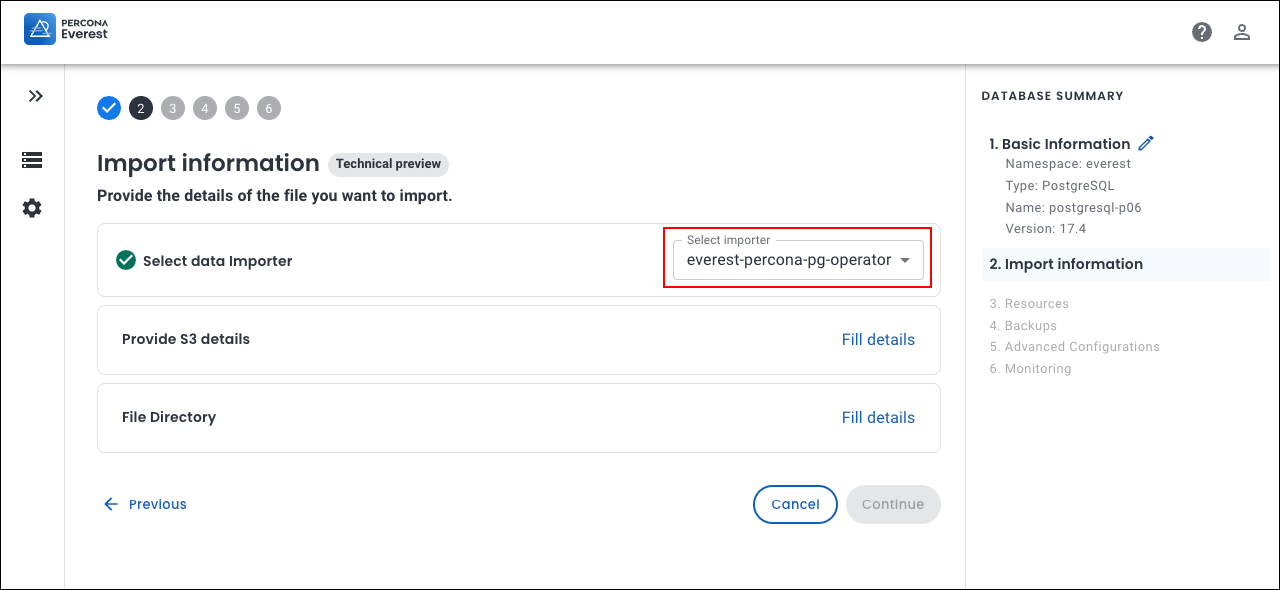 PERCONA
Everest
2 3 4 5 6
Import information Technical preview
Provide the details of the file you want to import.
Select data Importer
Select importer
everest-percona-pg-operator
Provide S3 details Fill details
File Directory Fill details
Previous Cancel Continue
DATABASE SUMMARY
1. Basic Information
Namespace: everest
Type: PostgreSQL
Name: postgresql-p06
Version: 17.4
2. Import information
3. Resources
4. Backups
5. Advanced Configurations
6. Monitoring